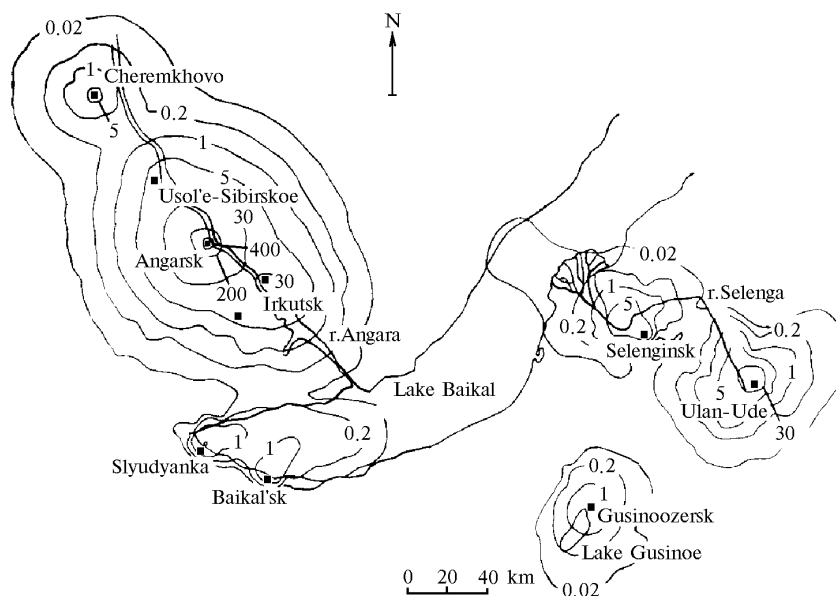 0.02
N
1
Cheremkhovo
0.2
5
1
5
Usol'e-Sibirskoe
30
400
Angarsk
30
200
Irkutsk
r.Angara
Lake Baikal
0.02
1
r.Selenga
5
0.2
0.2
Selenginsk
1
5
Ulan-Ude
30
0.2
1
1
Slyudyanka
Baikal'sk
0.2
1
Gusinoozersk
Lake Gusinoe
0.02
0 20 40 km